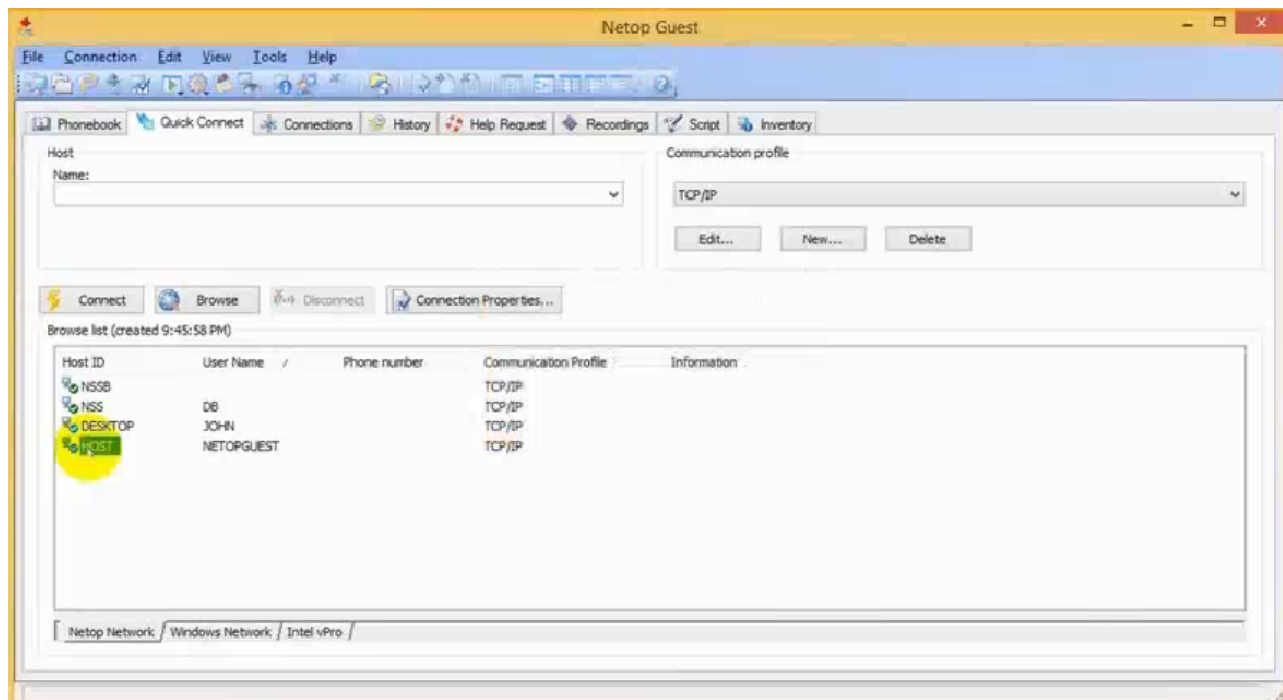 Netop Guest
File Connection Edit View Tools Help
Phonebook Quick Connect Connections History Help Request Recordings Script Inventory
Host
Communication profile
Name:
TCP/IP
Edit... New... Delete
Connect Browse Disconnect Connection Properties...
Browse list (created 9:45:58 PM)
Host ID User Name Phone number Communication Profile Information
NSSB TCP/IP
NSS DB TCP/IP
DESKTOP JOHN TCP/IP
HOST NETOPGUEST TCP/IP
Netop Network Windows Network Intel vPro